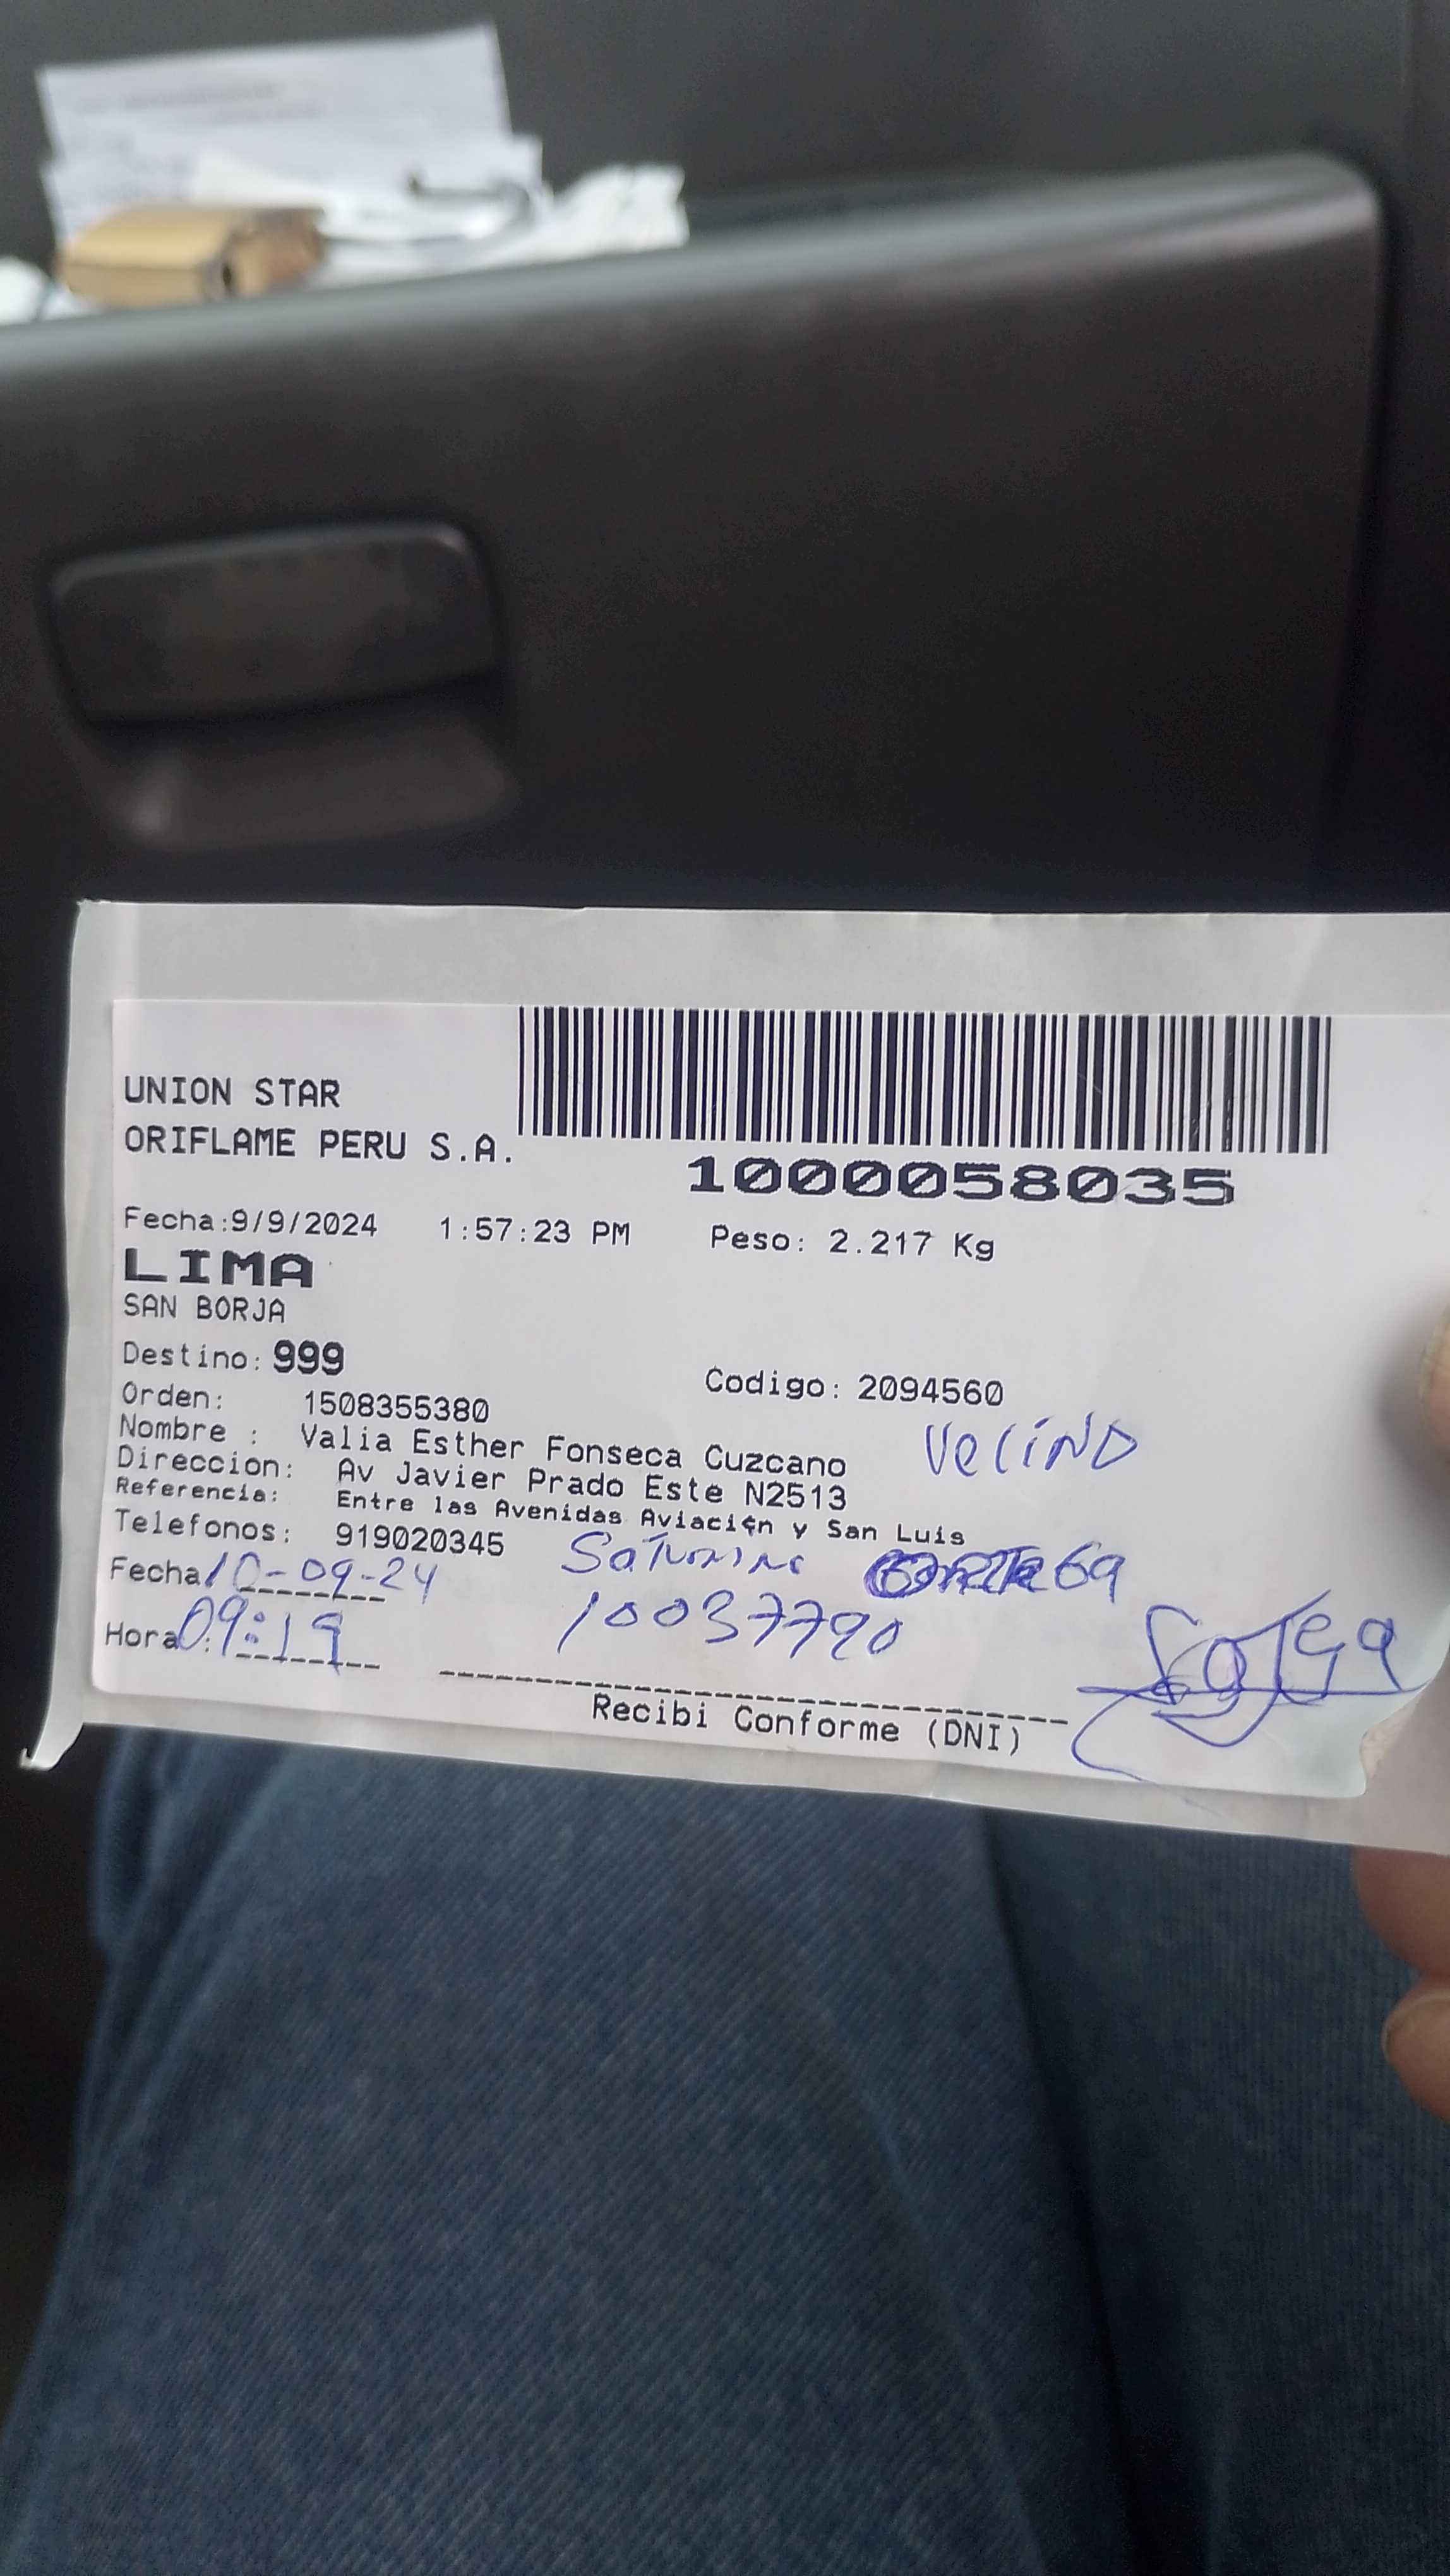 UNION STAR
ORIFLAME PERU S.A.
1000058035
Fecha:9/9/2024 1:57:23 PM Peso: 2.217 Kg
LIMA
SAN BORJA
Destino: 999
Codigo: 2094560
Orden: 1508355380
Nombre : Valia Esther Fonseca Cuzcano VeCiNO
Direccion: Av Javier Prado Este N2513
Referencia: Entre las Avenidas Aviación y San Luis
Telefonos: 919020345
Saturnino
Fecha 10-09-24
10037790
Hora: 09:19
Recibi Conforme (DNI)